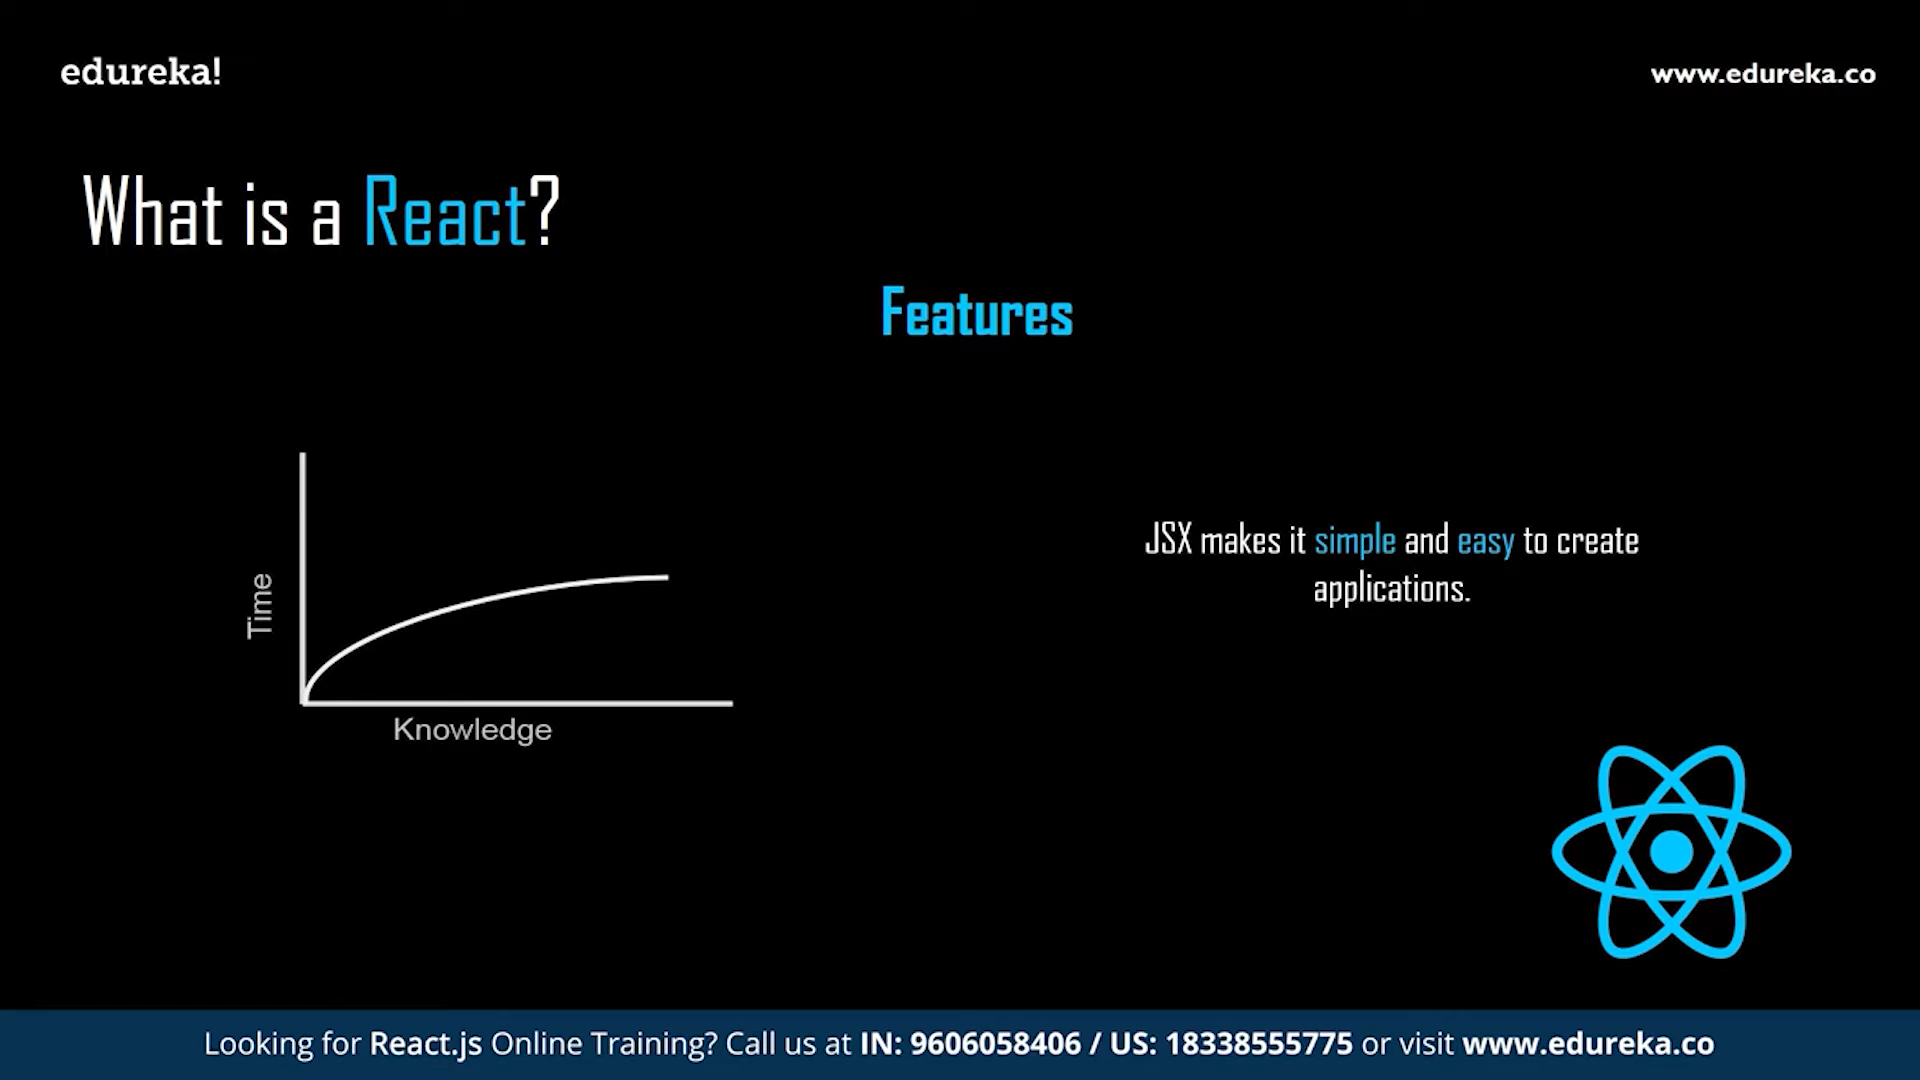 edureka!
www.edureka.co
What is a React?
Features
Time
Knowledge
JSX makes it simple and easy to create
applications.
Looking for React.js Online Training? Call us at IN: 9606058406 / US: 18338555775 or visit www.edureka.co